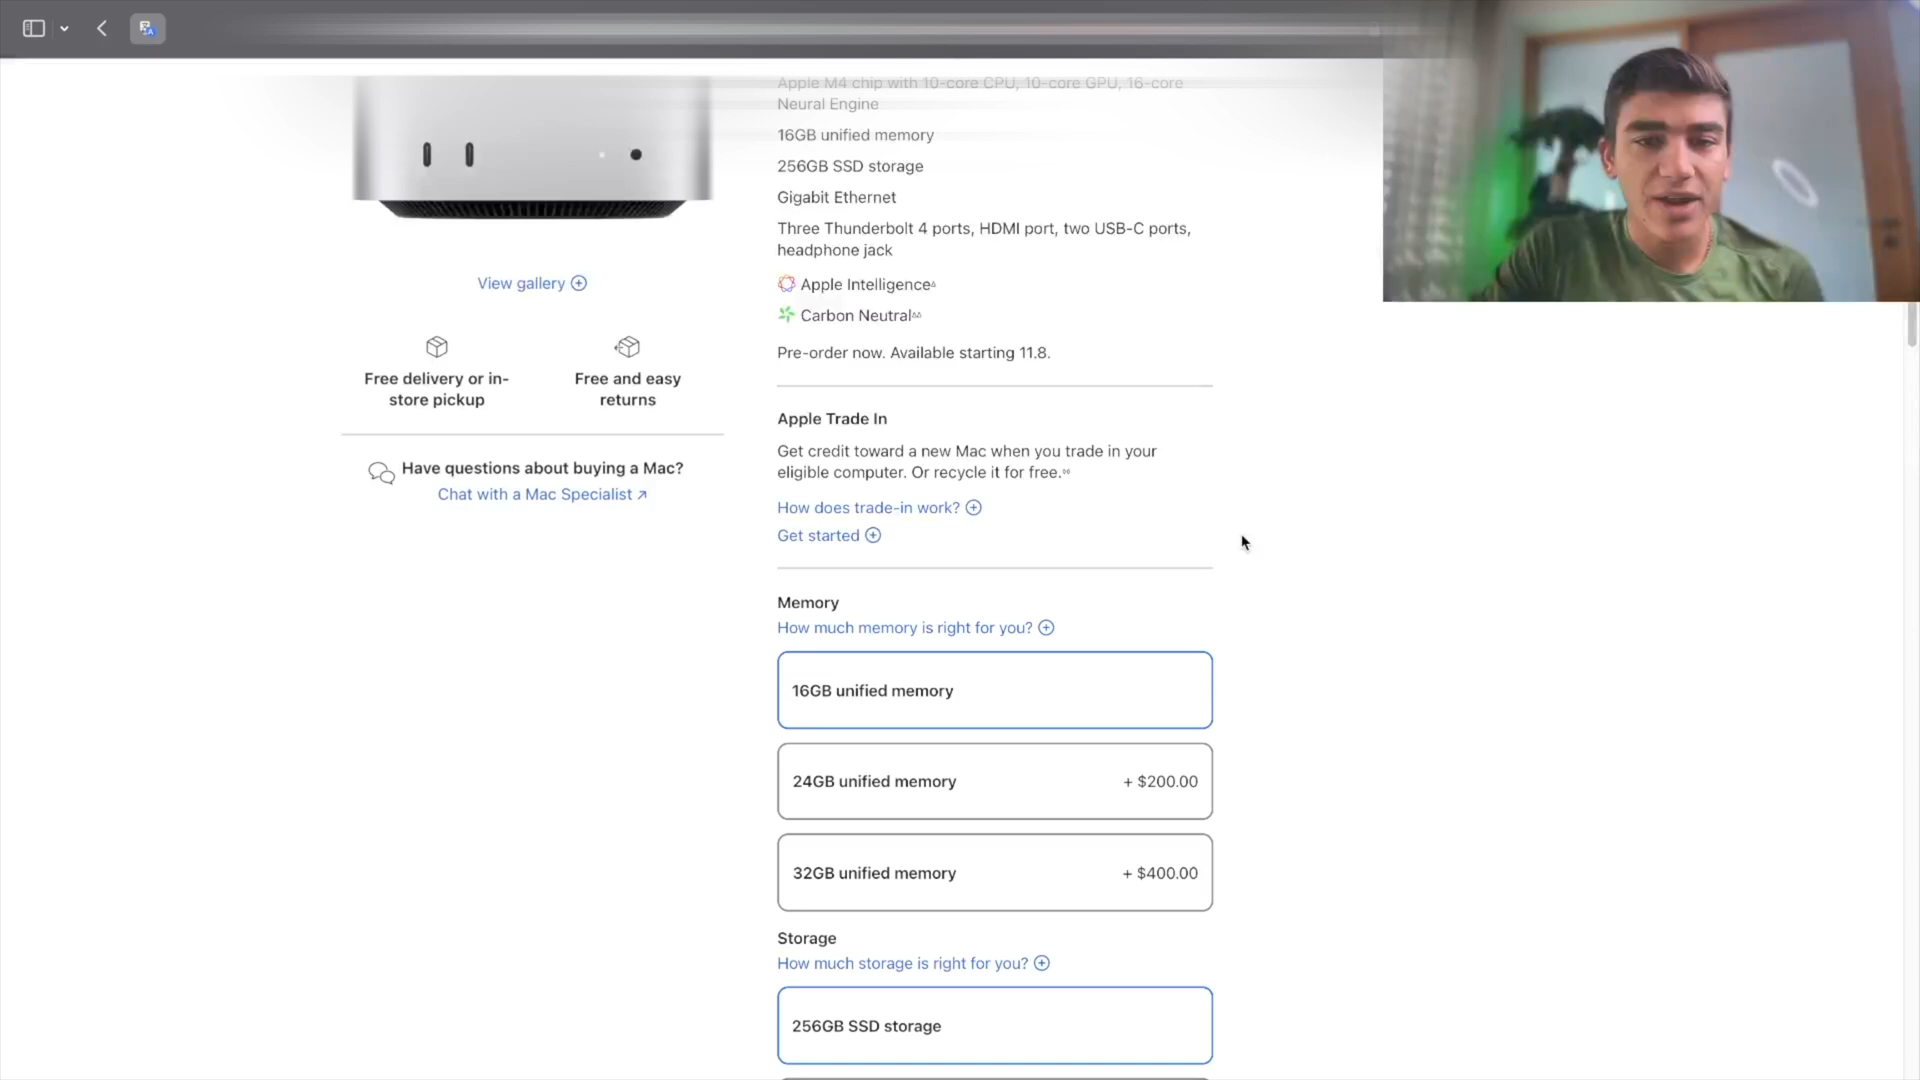 Apple M4 chip with 10-core CPU, 10-core GPU, 16-core
Neural Engine
16GB unified memory
256GB SSD storage
Gigabit Ethernet
Three Thunderbolt 4 ports, HDMI port, two USB-C ports,
headphone jack
Apple Intelligence
Carbon Neutral
Pre-order now. Available starting 11.8.
View gallery
Free delivery or in-
store pickup
Free and easy
returns
Have questions about buying a Mac?
Chat with a Mac Specialist ↗
Apple Trade In
Get credit toward a new Mac when you trade in your
eligible computer. Or recycle it for free.
How does trade-in work?
Get started
Memory
How much memory is right for you?
16GB unified memory
24GB unified memory + $200.00
32GB unified memory + $400.00
Storage
How much storage is right for you?
256GB SSD storage